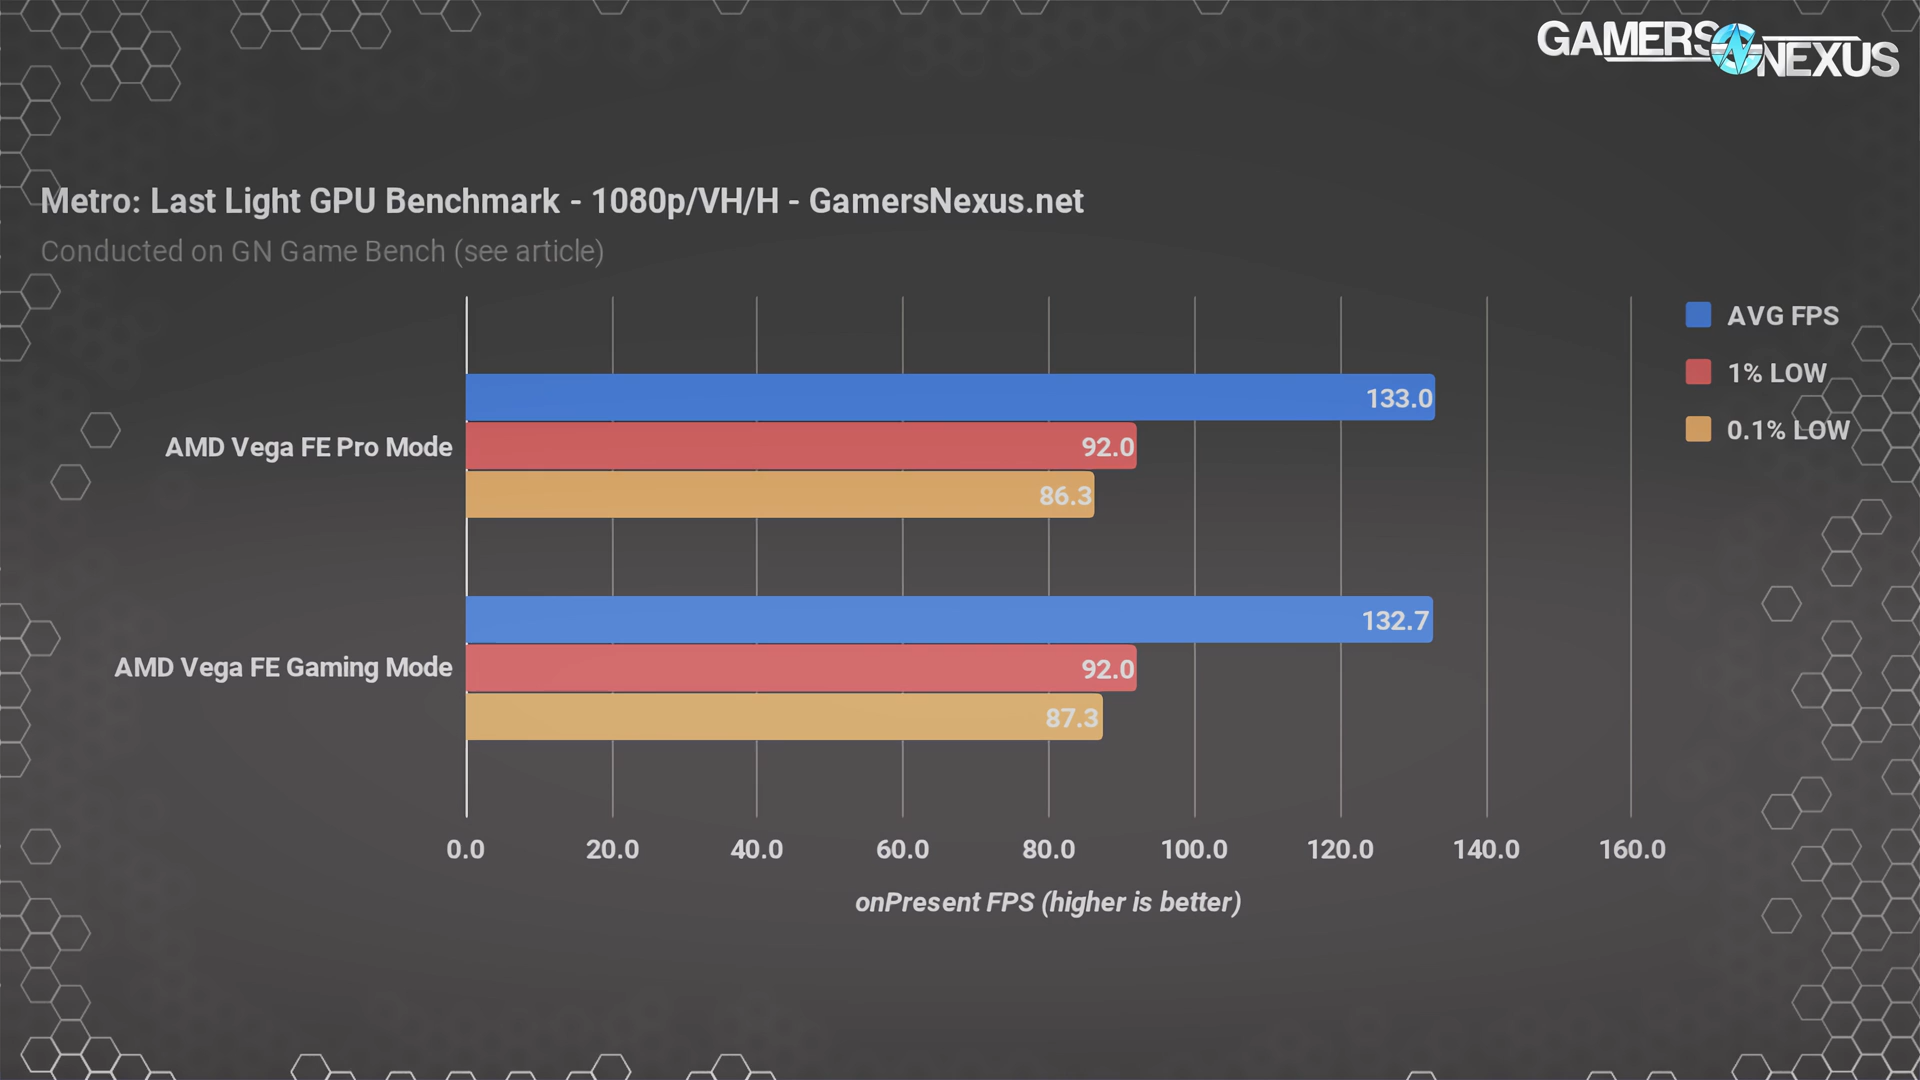 GAMERS NEXUS
Metro: Last Light GPU Benchmark - 1080p/VH/H - GamersNexus.net
Conducted on GN Game Bench (see article)
AVG FPS
1% LOW
0.1% LOW
AMD Vega FE Pro Mode
133.0
92.0
86.3
AMD Vega FE Gaming Mode
132.7
92.0
87.3
0.0 20.0 40.0 60.0 80.0 100.0 120.0 140.0 160.0
onPresent FPS (higher is better)